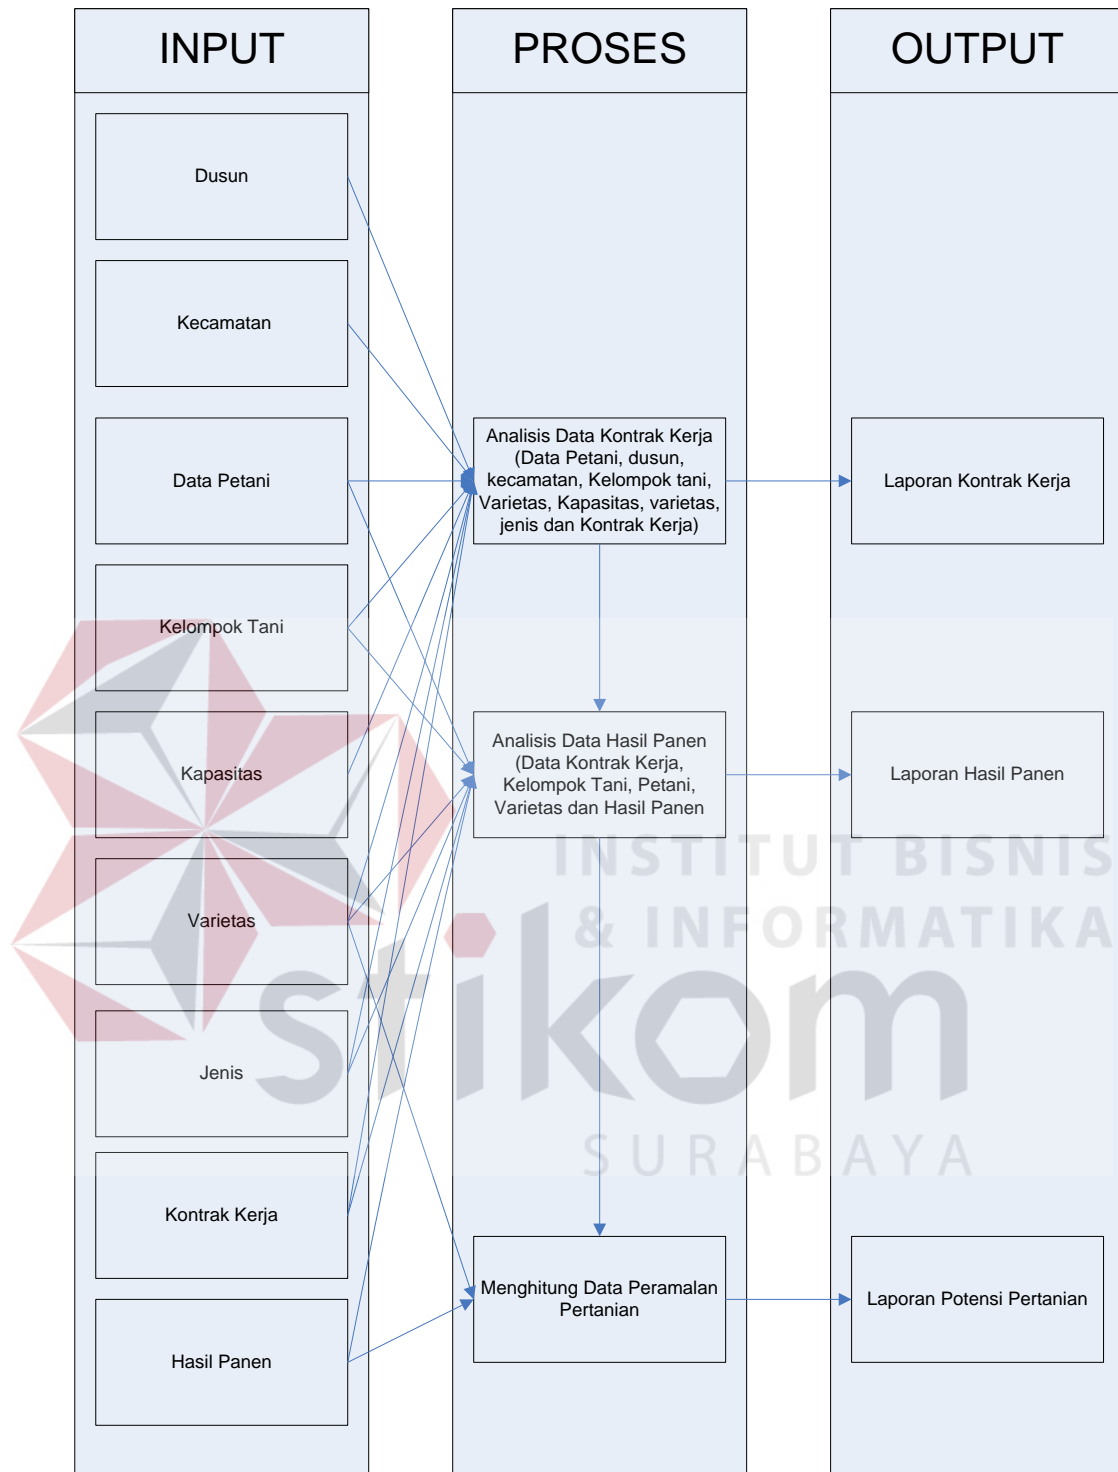 INPUT
PROSES
OUTPUT
Dusun
Kecamatan
Data Petani
Kelompok Tani
Kapasitas
Varietas
Jenis
Kontrak Kerja
Hasil Panen
Analisis Data Kontrak Kerja
(Data Petani, dusun,
kecamatan, Kelompok tani,
Varietas, Kapasitas, varietas,
jenis dan Kontrak Kerja)
Analisis Data Hasil Panen
(Data Kontrak Kerja,
Kelompok Tani, Petani,
Varietas dan Hasil Panen
Menghitung Data Peramalan
Pertanian
Laporan Kontrak Kerja
Laporan Hasil Panen
Laporan Potensi Pertanian
INSTITUT BISNIS
& INFORMATIKA
stikom
SURABAYA